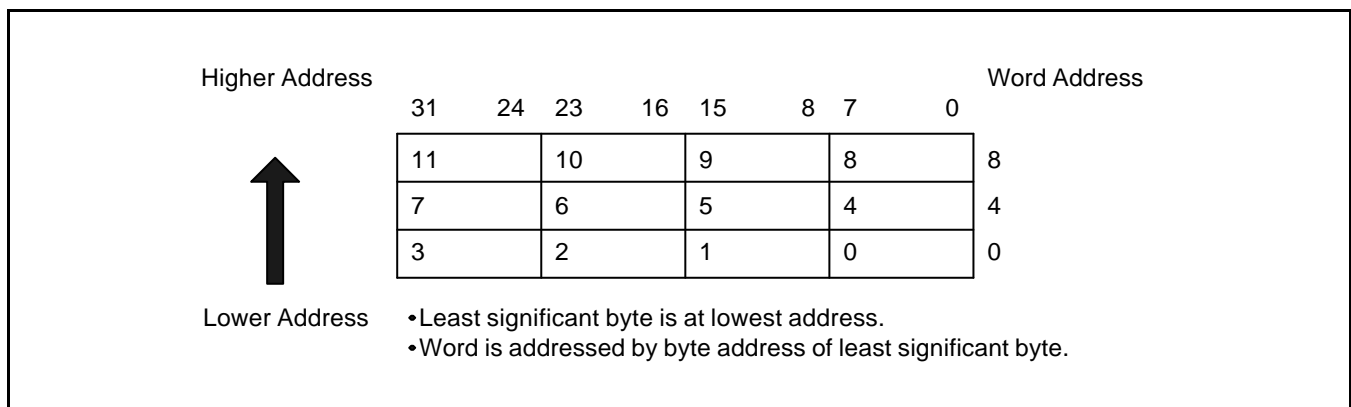 Higher Address Word Address
31 24 23 16 15 8 7 0
11 10 9 8 8
7 6 5 4 4
3 2 1 0 0
Lower Address
•Least significant byte is at lowest address.
•Word is addressed by byte address of least significant byte.